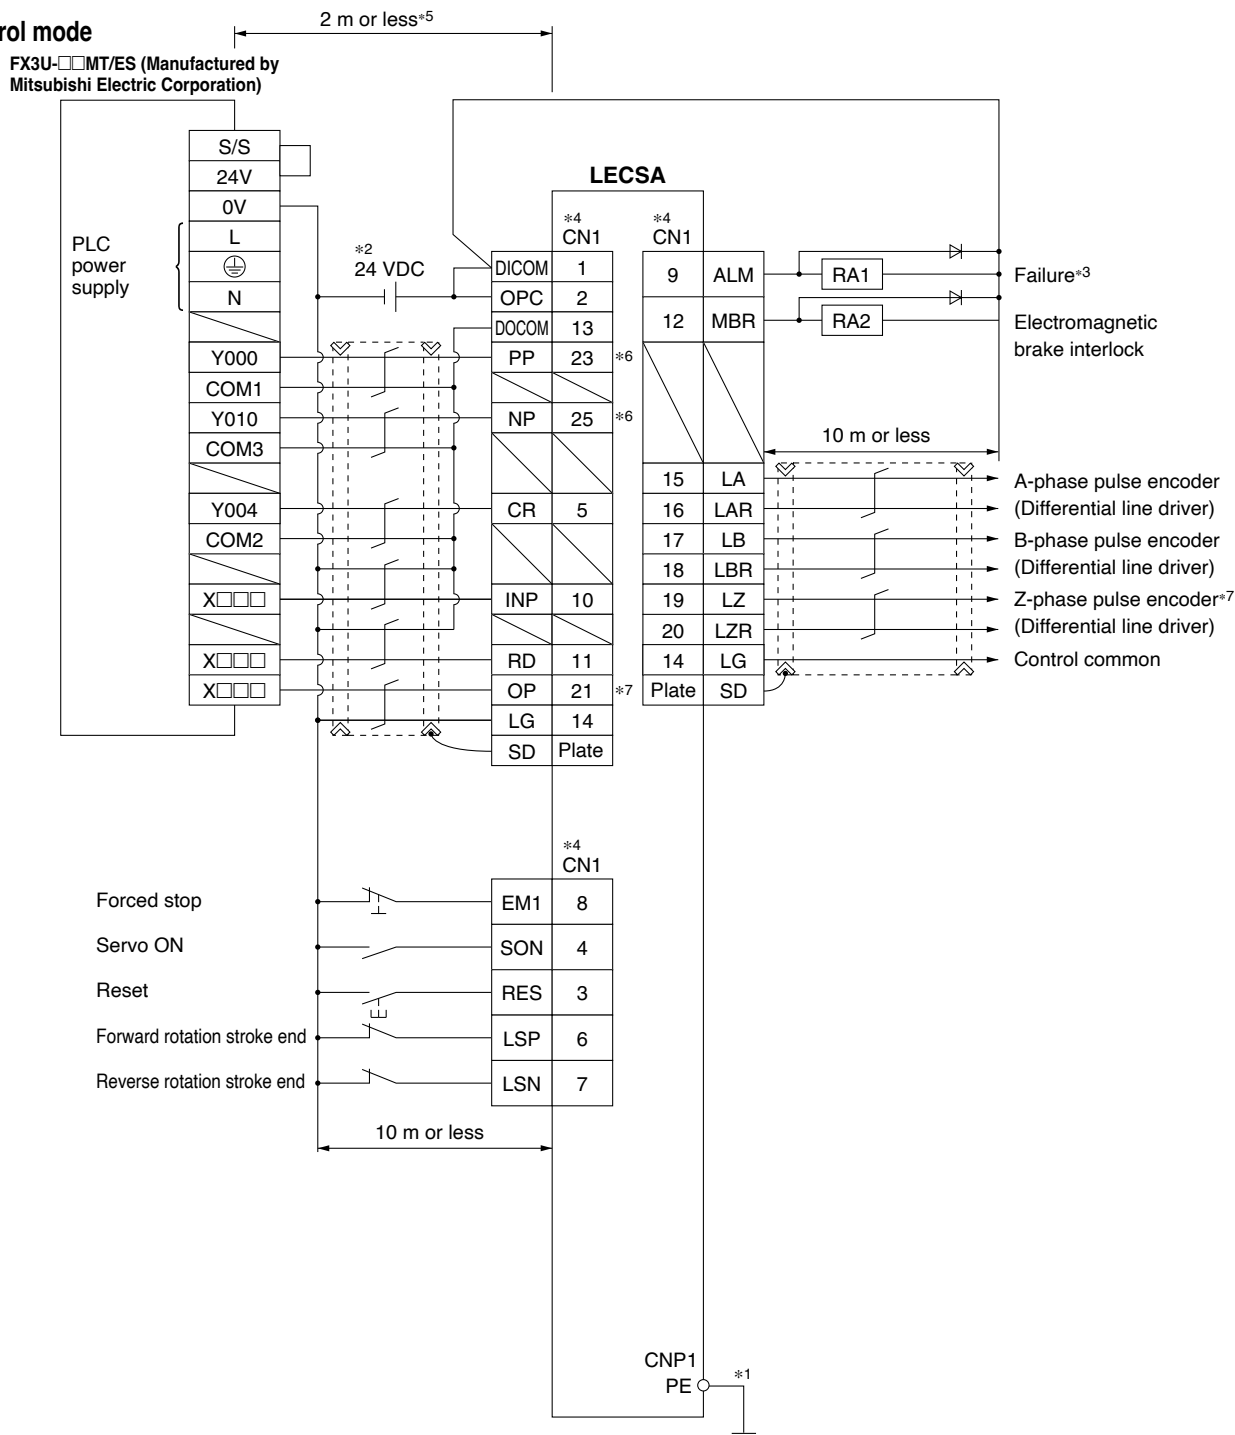 rol mode
2 m or less*5
FX3U-□□MT/ES (Manufactured by
Mitsubishi Electric Corporation)
S/S
24V
0V
L
N
PLC
power
supply
Y000
COM1
Y010
COM3
Y004
COM2
X□□□
X□□□
X□□□
*2
24 VDC
LECSA
*4
CN1
DICOM 1
OPC 2
DOCOM 13
PP 23 *6
NP 25 *6
CR 5
INP 10
RD 11
OP 21 *7
LG 14
SD Plate
*4
CN1
9 ALM RA1 Failure*3
12 MBR RA2 Electromagnetic
brake interlock
10 m or less
15 LA A-phase pulse encoder
16 LAR (Differential line driver)
17 LB B-phase pulse encoder
18 LBR (Differential line driver)
19 LZ Z-phase pulse encoder*7
20 LZR (Differential line driver)
14 LG Control common
Plate SD
*4
CN1
Forced stop EM1 8
Servo ON SON 4
Reset RES 3
Forward rotation stroke end LSP 6
Reverse rotation stroke end LSN 7
10 m or less
CNP1
PE *1